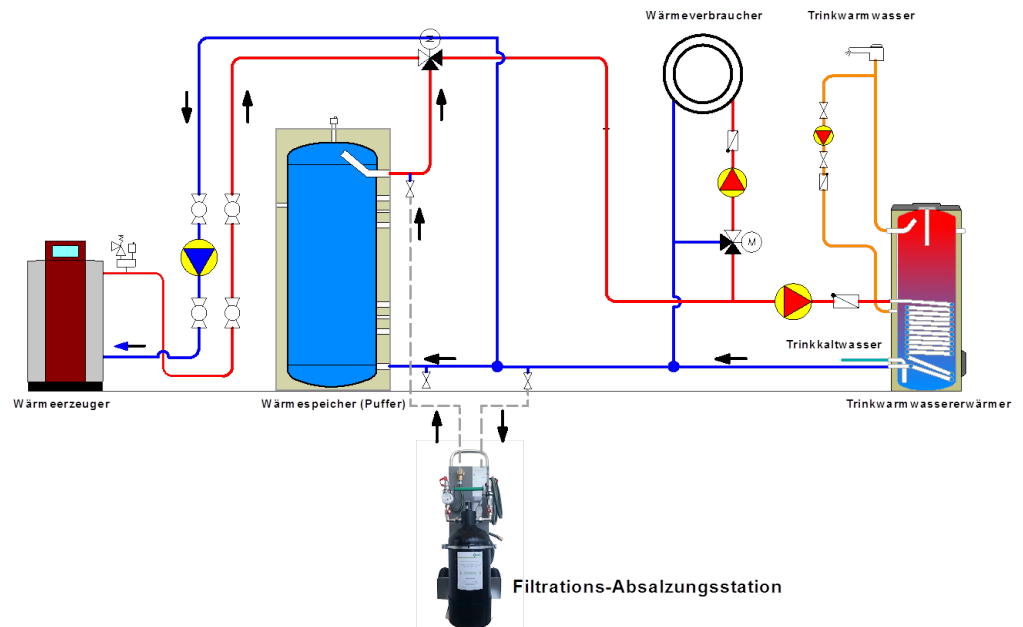 Wärmeverbraucher
Trinkwarmwasser
M
M
Trinkkaltwasser
Wärmeerzeuger
Wärmespeicher (Puffer)
Trinkwarmwassererwärmer
Filtrations-Absalzungsstation